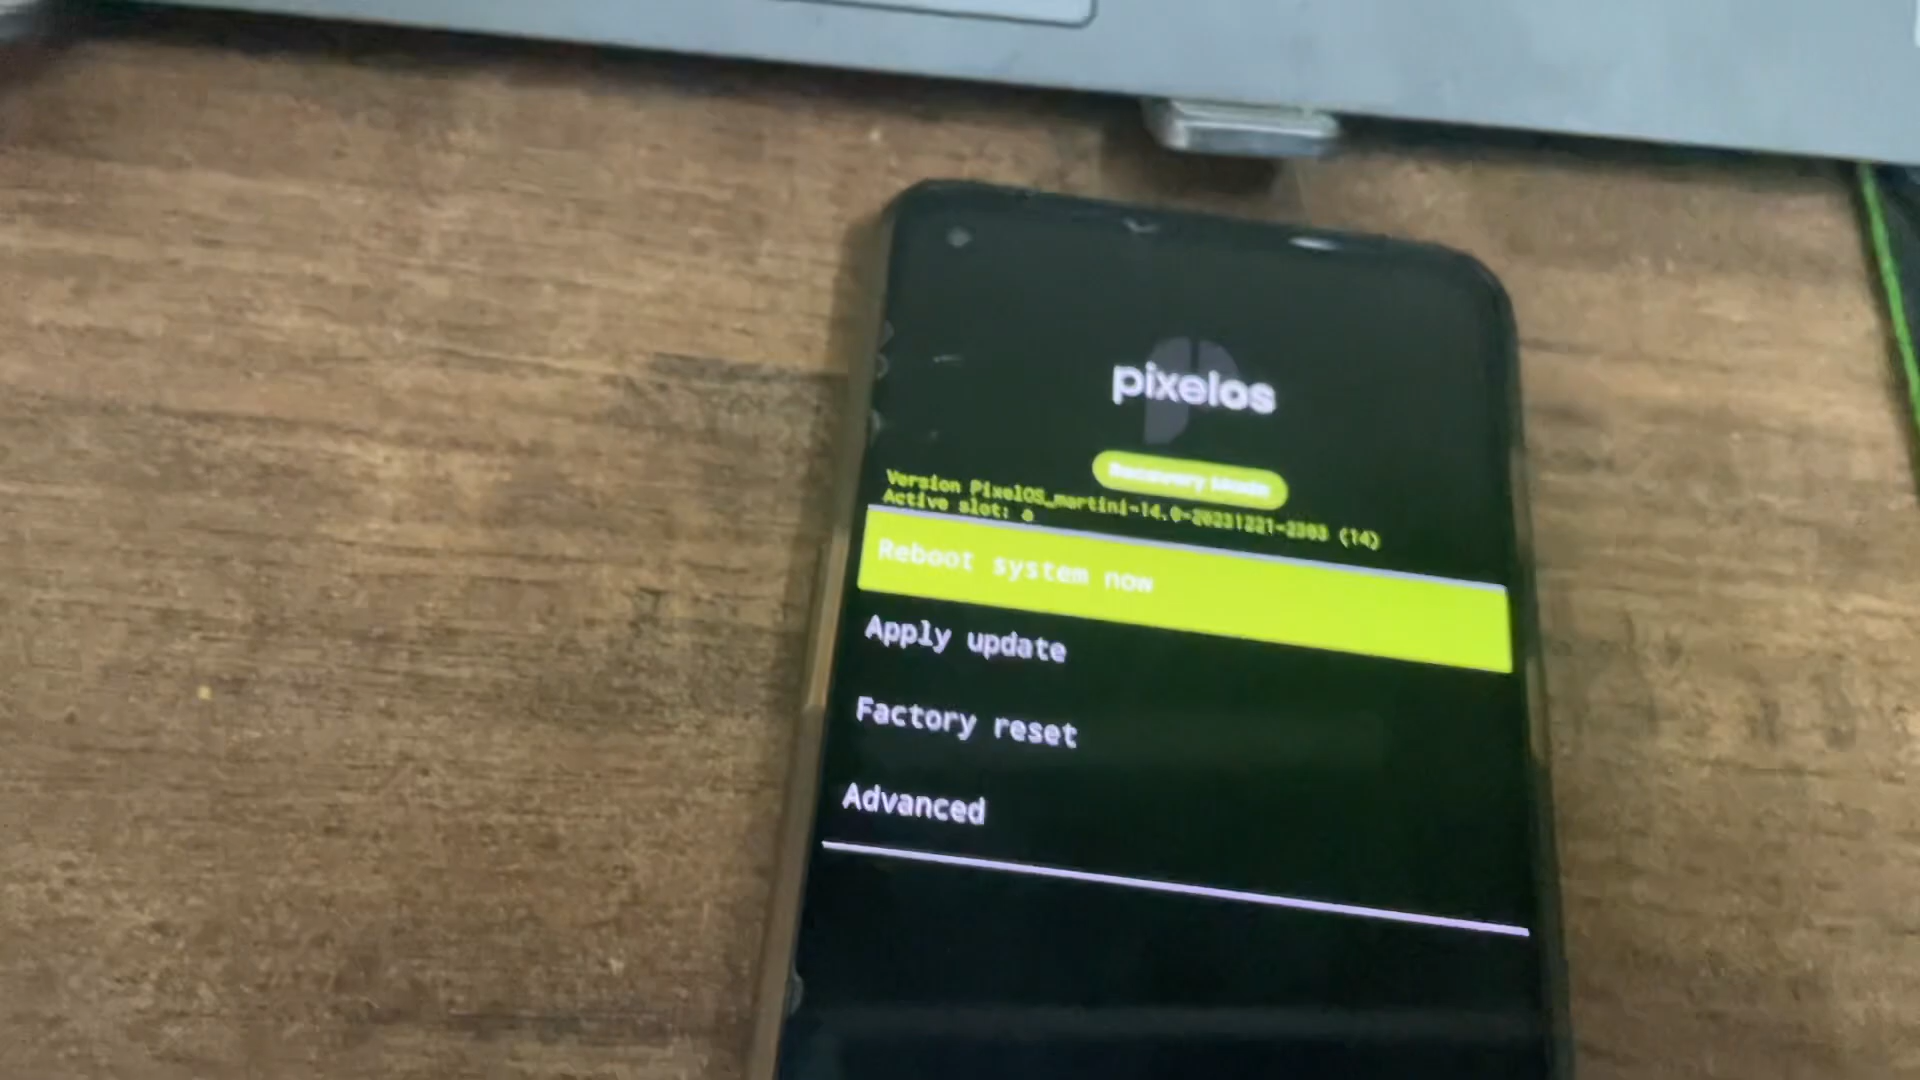 pixelos
Recovery Mode
Version PixelOS_martini-14.0-20231221-2303 (14)
Active slot: a
Reboot system now
Apply update
Factory reset
Advanced